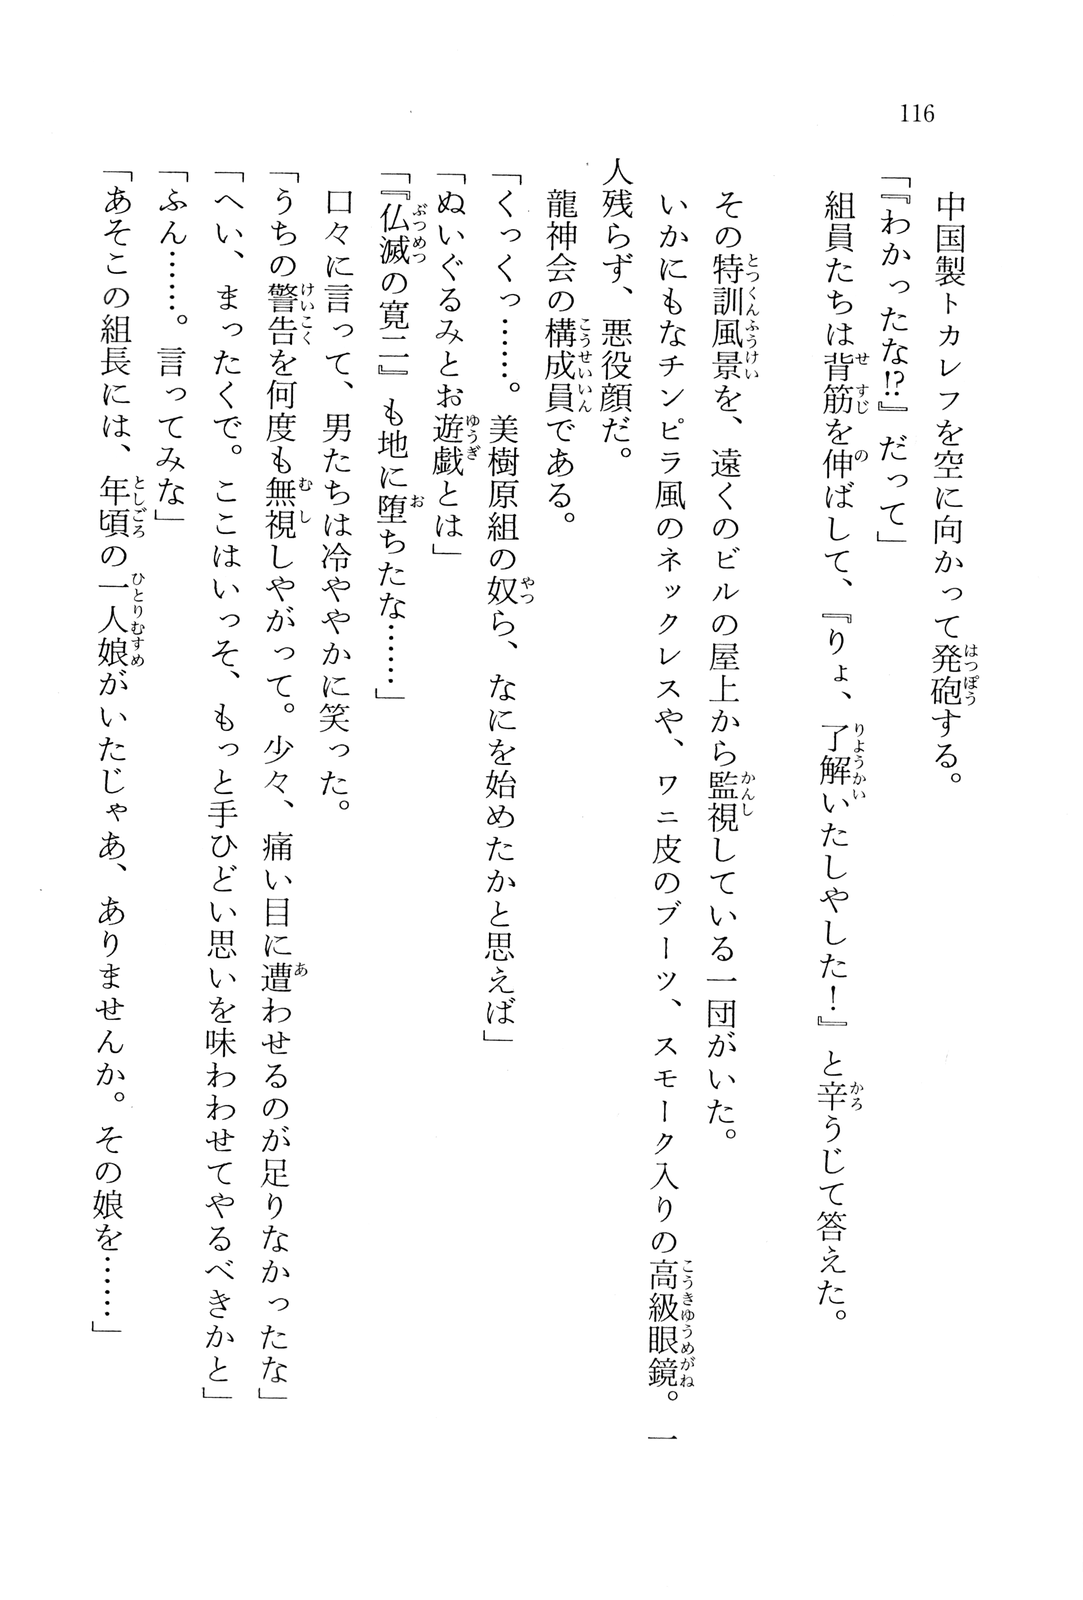 116
中国製トカレフを空に向かって発砲する。
「『わかったな!?』だって」
組員たちは背筋を伸ばして、『りょ、了解いたしやした！』と辛うじて答えた。
その特訓風景を、遠くのビルの屋上から監視している一団がいた。
いかにもなチンピラ風のネックレスや、ワニ皮のブーツ、スモーク入りの高級眼鏡。一
人残らず、悪役顔だ。
龍神会の構成員である。
「くっくっ……。美樹原組の奴ら、なにを始めたかと思えば」
「ぬいぐるみとお遊戯とは」
「『仏滅の寛二』も地に堕ちたな……」
口々に言って、男たちは冷ややかに笑った。
「うちの警告を何度も無視しやがって。少々、痛い目に遭わせるのが足りなかったな」
「へい、まったくで。ここはいっそ、もっと手ひどい思いを味わわせてやるべきかと」
「ふん……。言ってみな」
「あそこの組長には、年頃の一人娘がいたじゃあ、ありませんか。その娘を……」